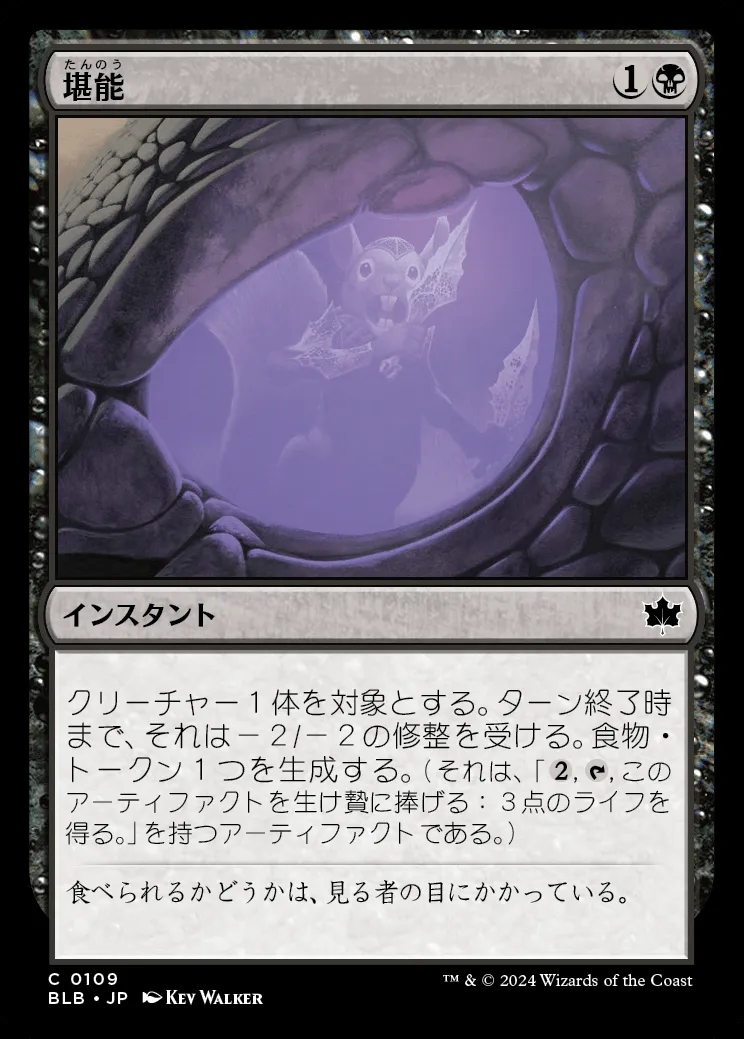 たんのう
堪能
1
インスタント
クリーチャー1体を対象とする。ターン終了時
まで、それは-2/-2の修整を受ける。食物・
トークン1つを生成する。(それは、「2,,この
アーティファクトを生け贄に捧げる:3点のライフを
得る。」を持つアーティファクトである。)
食べられるかどうかは、見る者の目にかかっている。
C 0109
™ & © 2024 Wizards of the Coast
BLB • JP Kev Walker